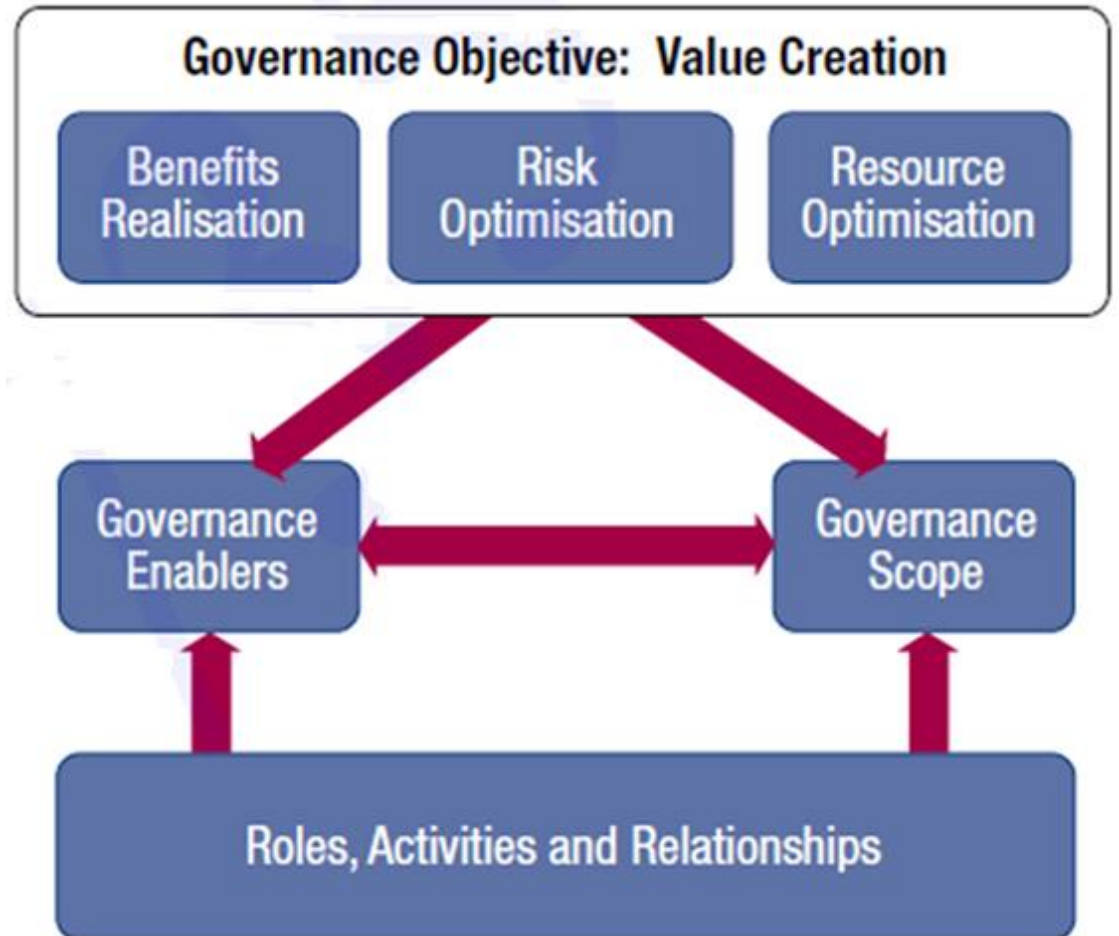 Governance Objective: Value Creation
Benefits
Realisation
Risk
Optimisation
Resource
Optimisation
Governance
Enablers
Governance
Scope
Roles, Activities and Relationships